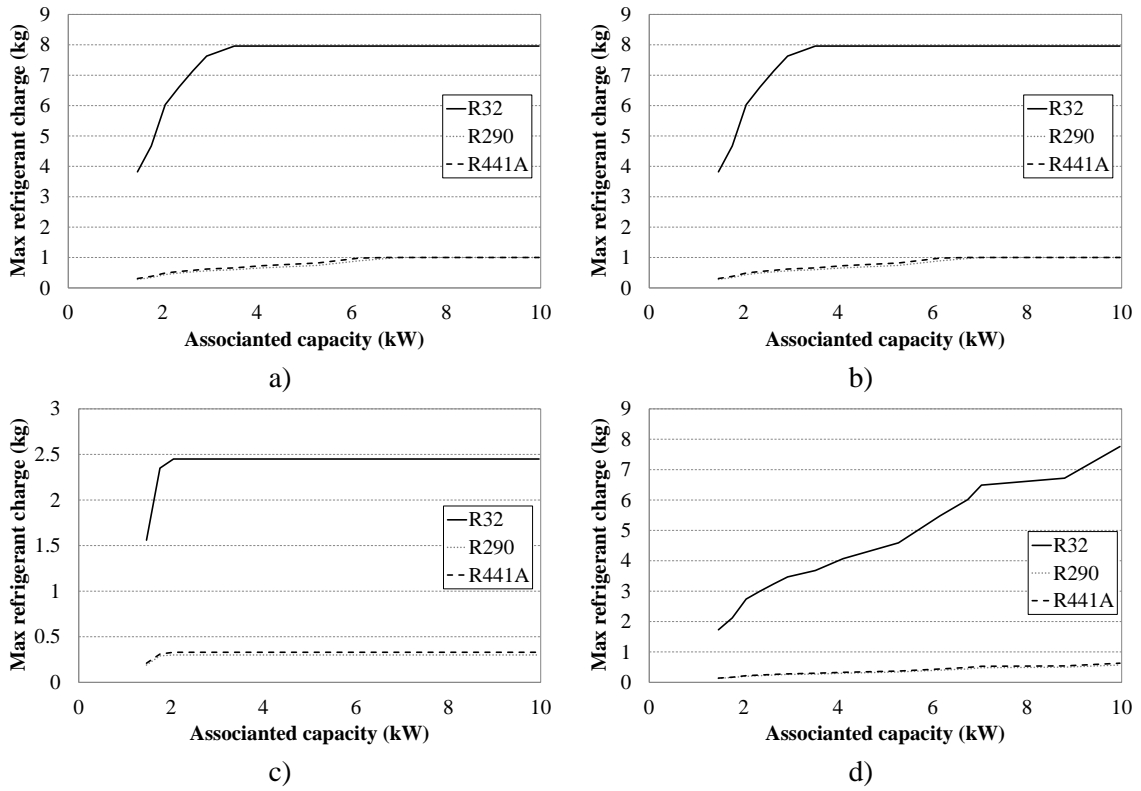 9
8
7
6
5
4
3
2
1
0
Max refrigerant charge (kg)
R32
R290
R441A
0 2 4 6 8 10
Associanted capacity (kW)
a)
9
8
7
6
5
4
3
2
1
0
Max refrigerant charge (kg)
R32
R290
R441A
0 2 4 6 8 10
Associanted capacity (kW)
b)
3
2.5
2
1.5
1
0.5
0
Max refrigerant charge (kg)
R32
R290
R441A
0 2 4 6 8 10
Associanted capacity (kW)
c)
9
8
7
6
5
4
3
2
1
0
Max refrigerant charge (kg)
R32
R290
R441A
0 2 4 6 8 10
Associanted capacity (kW)
d)